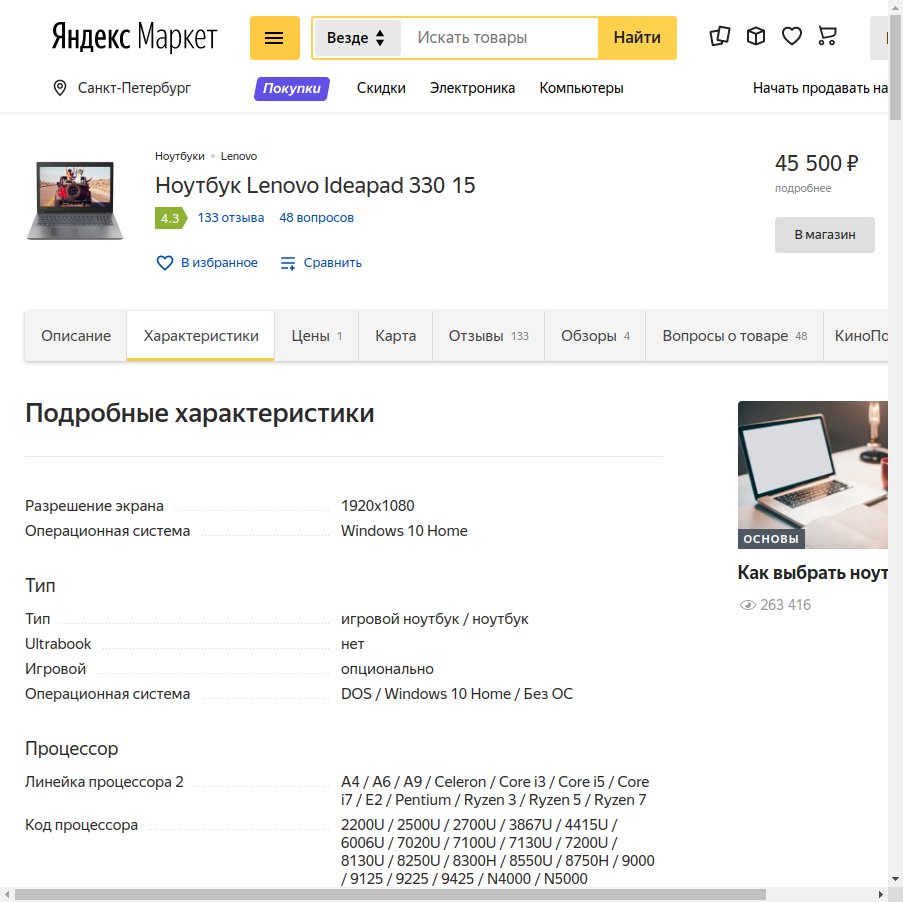 Яндекс Маркет
Везде
Искать товары
Найти
Санкт-Петербург
Покупки
Скидки
Электроника
Компьютеры
Начать продавать на
Ноутбуки • Lenovo
Ноутбук Lenovo Ideapad 330 15
4.3
133 отзыва
48 вопросов
В избранное
Сравнить
45 500 ₽
подробнее
В магазин
Описание
Характеристики
Цены 1
Карта
Отзывы 133
Обзоры 4
Вопросы о товаре 48
КиноПо
Подробные характеристики
Разрешение экрана 1920x1080
Операционная система Windows 10 Home
Тип
Тип игровой ноутбук / ноутбук
Ultrabook нет
Игровой опционально
Операционная система DOS / Windows 10 Home / Без ОС
Процессор
Линейка процессора 2 A4 / A6 / A9 / Celeron / Core i3 / Core i5 / Core
i7 / E2 / Pentium / Ryzen 3 / Ryzen 5 / Ryzen 7
Код процессора 2200U / 2500U / 2700U / 3867U / 4415U /
6006U / 7020U / 7100U / 7130U / 7200U /
8130U / 8250U / 8300H / 8550U / 8750H / 9000
/ 9125 / 9225 / 9425 / N4000 / N5000
ОСНОВЫ
Как выбрать ноут
263 416